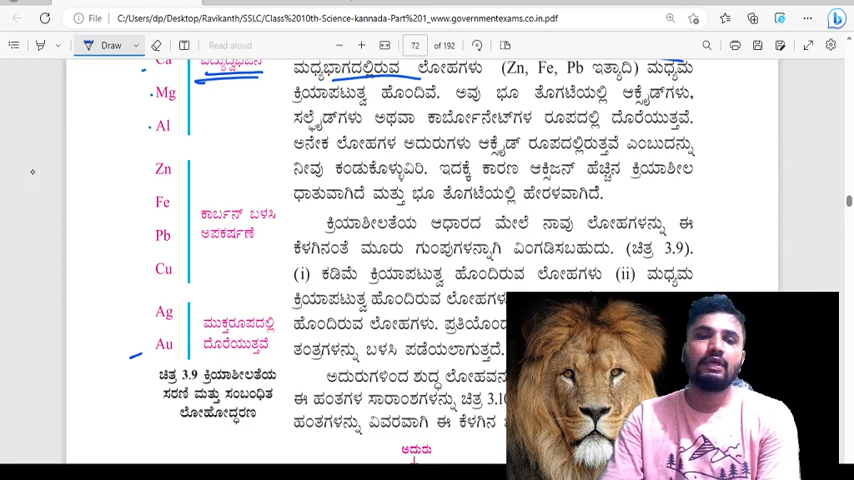 File
C:/Users/dp/Desktop/Ravikanth/SSLC/Class%2010th-Science-kannada-Part%201_www.governmentexams.co.in.pdf
Draw
Read aloud
72 of 192
Ca
ವಿದ್ಯುದ್ವಿಭಜನೆ
Mg
Al
Zn
Fe
Pb
Cu
ಕಾರ್ಬನ್ ಬಳಸಿ
ಅಪಕರ್ಷಣೆ
Ag
Au
ಮುಕ್ತರೂಪದಲ್ಲಿ
ದೊರೆಯುತ್ತವೆ
ಚಿತ್ರ 3.9 ಕ್ರಿಯಾಶೀಲತೆಯ
ಸರಣಿ ಮತ್ತು ಸಂಬಂಧಿತ
ಲೋಹೋದ್ಧರಣ
ಮಧ್ಯಭಾಗದಲ್ಲಿರುವ ಲೋಹಗಳು (Zn, Fe, Pb ಇತ್ಯಾದಿ) ಮಧ್ಯಮ
ಕ್ರಿಯಾಪಟುತ್ವ ಹೊಂದಿವೆ. ಅವು ಭೂ ತೊಗಟೆಯಲ್ಲಿ ಆಕ್ಸೈಡ್‌ಗಳು,
ಸಲ್ಫೈಡ್‌ಗಳು ಅಥವಾ ಕಾರ್ಬೋನೆಟ್‌ಗಳ ರೂಪದಲ್ಲಿ ದೊರೆಯುತ್ತವೆ.
ಅನೇಕ ಲೋಹಗಳ ಅದುರುಗಳು ಆಕ್ಸೈಡ್ ರೂಪದಲ್ಲಿರುತ್ತವೆ ಎಂಬುದನ್ನು
ನೀವು ಕಂಡುಕೊಳ್ಳುವಿರಿ. ಇದಕ್ಕೆ ಕಾರಣ ಆಕ್ಸಿಜನ್ ಹೆಚ್ಚಿನ ಕ್ರಿಯಾಶೀಲ
ಧಾತುವಾಗಿದೆ ಮತ್ತು ಭೂ ತೊಗಟೆಯಲ್ಲಿ ಹೇರಳವಾಗಿದೆ.
ಕ್ರಿಯಾಶೀಲತೆಯ ಆಧಾರದ ಮೇಲೆ ನಾವು ಲೋಹಗಳನ್ನು ಈ
ಕೆಳಗಿನಂತೆ ಮೂರು ಗುಂಪುಗಳನ್ನಾಗಿ ವಿಂಗಡಿಸಬಹುದು. (ಚಿತ್ರ 3.9).
(i) ಕಡಿಮೆ ಕ್ರಿಯಾಪಟುತ್ವ ಹೊಂದಿರುವ ಲೋಹಗಳು (ii) ಮಧ್ಯಮ
ಕ್ರಿಯಾಪಟುತ್ವ ಹೊಂದಿರುವ ಲೋಹಗಳು
ಹೊಂದಿರುವ ಲೋಹಗಳು. ಪ್ರತಿಯೊಂದ
ತಂತ್ರಗಳನ್ನು ಬಳಸಿ ಪಡೆಯಲಾಗುತ್ತದೆ.
ಅದುರುಗಳಿಂದ ಶುದ್ಧ ಲೋಹವನ
ಈ ಹಂತಗಳ ಸಾರಾಂಶಗಳನ್ನು ಚಿತ್ರ 3.10
ಹಂತಗಳನ್ನು ವಿವರವಾಗಿ ಈ ಕೆಳಗಿನ
ಅದುರು